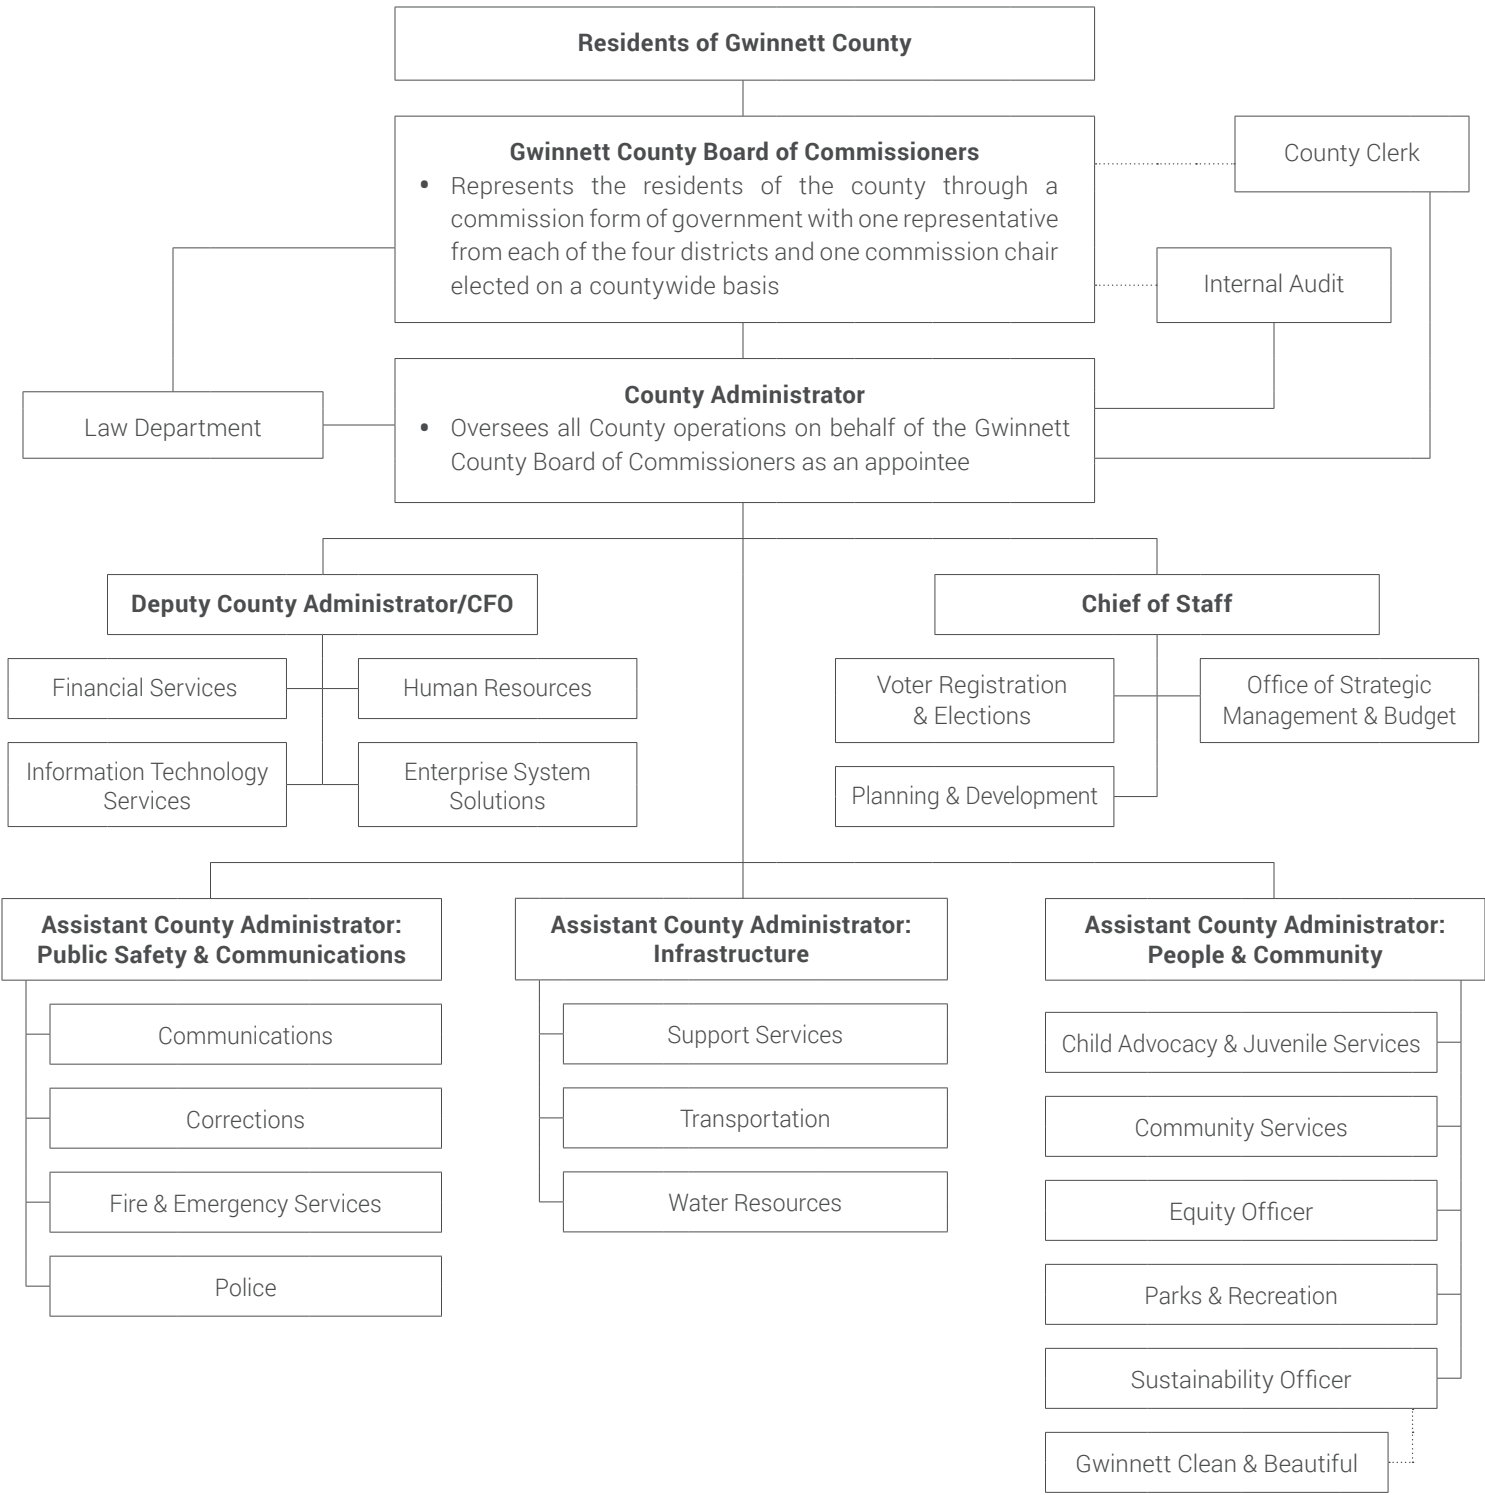 Residents of Gwinnett County
Gwinnett County Board of Commissioners
• Represents the residents of the county through a
commission form of government with one representative
from each of the four districts and one commission chair
elected on a countywide basis
County Clerk
Internal Audit
County Administrator
• Oversees all County operations on behalf of the Gwinnett
County Board of Commissioners as an appointee
Law Department
Deputy County Administrator/CFO
Financial Services
Human Resources
Information Technology
Services
Enterprise System
Solutions
Chief of Staff
Voter Registration
& Elections
Office of Strategic
Management & Budget
Planning & Development
Assistant County Administrator:
Public Safety & Communications
Communications
Corrections
Fire & Emergency Services
Police
Assistant County Administrator:
Infrastructure
Support Services
Transportation
Water Resources
Assistant County Administrator:
People & Community
Child Advocacy & Juvenile Services
Community Services
Equity Officer
Parks & Recreation
Sustainability Officer
Gwinnett Clean & Beautiful